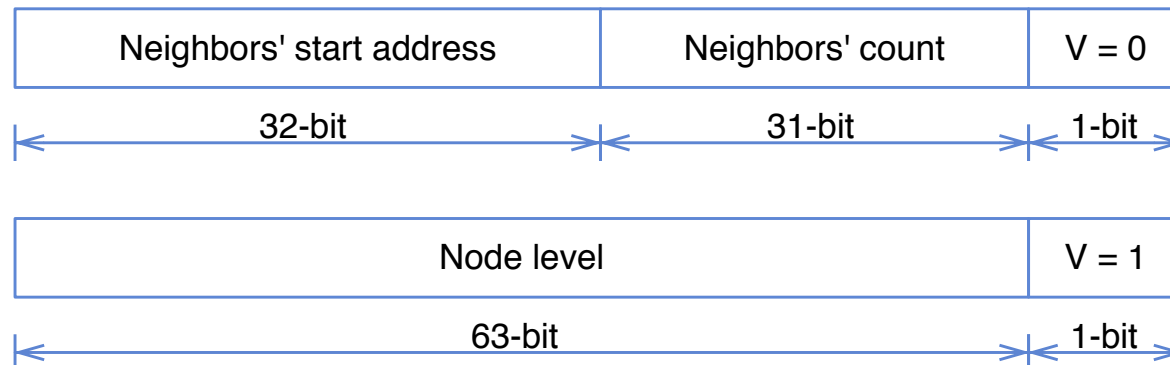 Neighbors' start address Neighbors' count V = 0
32-bit 31-bit 1-bit
Node level V = 1
63-bit 1-bit